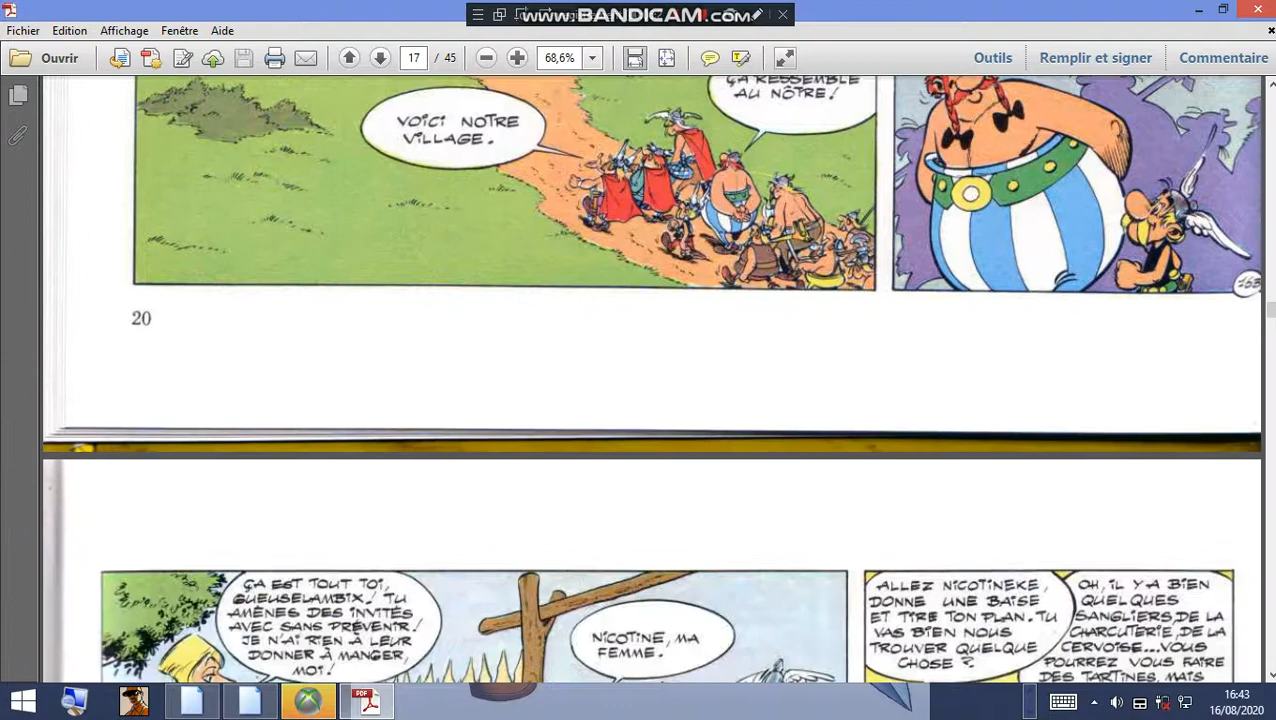 www.BANDICAM.com
Fichier Edition Affichage Fenêtre Aide
Ouvrir
17 / 45
68,6%
Outils Remplir et signer Commentaire
ÇA RESSEMBLE
AU NÔTRE!
VOICI NOTRE
VILLAGE.
16B
20
ÇA EST TOUT TOI,
GUEUSELAMBIX! TU
AMÈNES DES INVITÉS
AVEC SANS PRÉVENIR!
JE N'AI RIEN À LEUR
DONNER À MANGER,
MOI!
NICOTINE, MA
FEMME.
ALLEZ NICOTINEKE,
DONNE UNE BAISE
ET TIRE TON PLAN. TU
VAS BIEN NOUS
TROUVER QUELQUE
CHOSE ?
OH, IL Y A BIEN
QUELQUES
SANGLIERS, DE LA
CHARCUTERIE, DE LA
CERVOISE... VOUS
POURREZ VOUS FAIRE
DES TARTINES, MAIS
PDF
16:43
16/08/2020